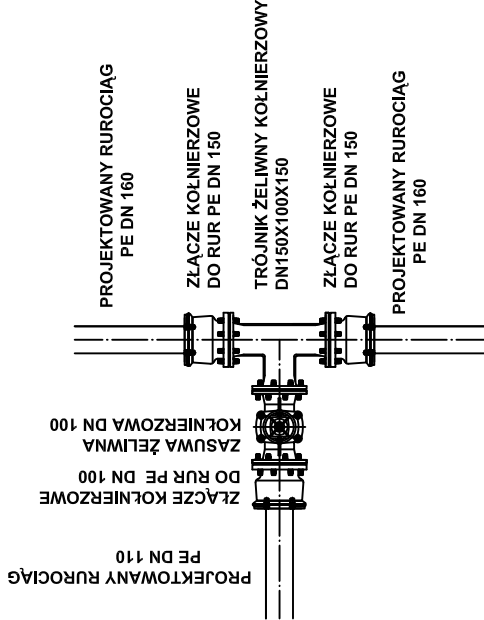 PROJEKTOWANY RUROCIĄG
PE DN 160
ZŁĄCZE KOŁNIERZOWE
DO RUR PE DN 150
TRÓJNIK ŻELIWNY KOŁNIERZOWY
DN150X100X150
ZŁĄCZE KOŁNIERZOWE
DO RUR PE DN 150
PROJEKTOWANY RUROCIĄG
PE DN 160
ZASUWA ŻELIWNA
KOŁNIERZOWA DN 100
ZŁĄCZE KOŁNIERZOWE
DO RUR PE DN 100
PROJEKTOWANY RUROCIĄG
PE DN 110